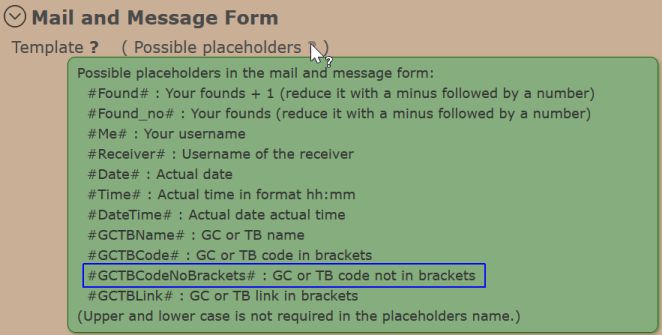 Mail and Message Form
Template ? ( Possible placeholders ? )
?
Possible placeholders in the mail and message form:
#Found# : Your founds + 1 (reduce it with a minus followed by a number)
#Found_no# : Your founds (reduce it with a minus followed by a number)
#Me# : Your username
#Receiver# : Username of the receiver
#Date# : Actual date
#Time# : Actual time in format hh:mm
#DateTime# : Actual date actual time
#GCTBName# : GC or TB name
#GCTBCode# : GC or TB code in brackets
#GCTBCodeNoBrackets# : GC or TB code not in brackets
#GCTBLink# : GC or TB link in brackets
(Upper and lower case is not required in the placeholders name.)